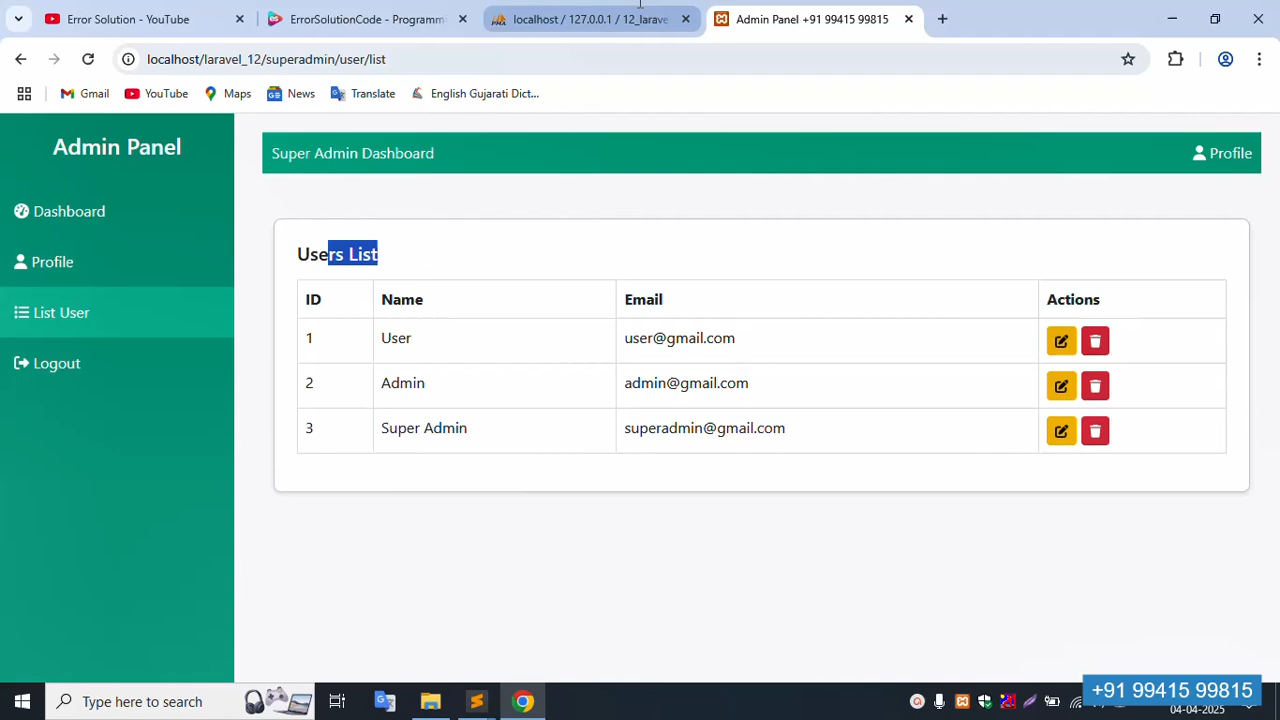 Error Solution - YouTube
ErrorSolutionCode - Programm
localhost / 127.0.0.1 / 12_larave
Admin Panel +91 99415 99815
localhost/laravel_12/superadmin/user/list
Gmail
YouTube
Maps
News
Translate
English Gujarati Dict...
Admin Panel
Super Admin Dashboard
Profile
Dashboard
Profile
List User
Logout
Users List
ID Name Email Actions
1 User user@gmail.com
2 Admin admin@gmail.com
3 Super Admin superadmin@gmail.com
Type here to search
+91 99415 99815
04-04-2025